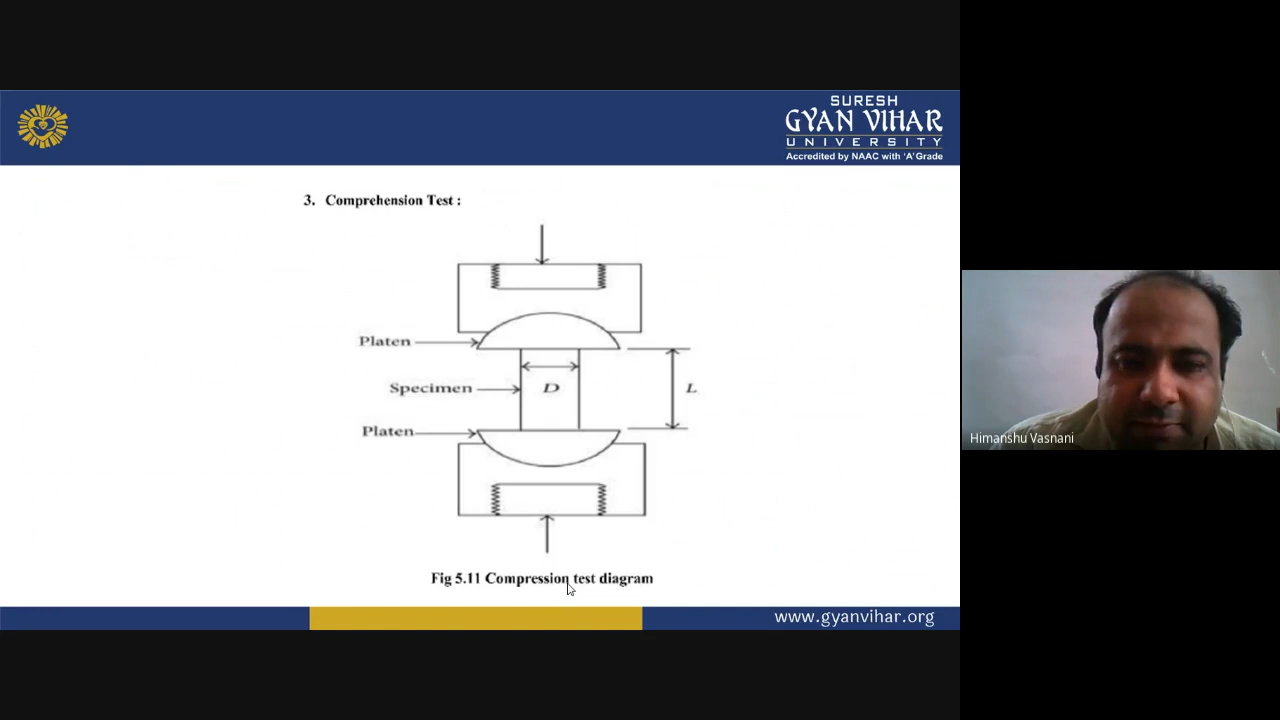 SURESH
GYAN VIHAR
UNIVERSITY
Accredited by NAAC with 'A' Grade
3. Comprehension Test :
Platen
Specimen
D
L
Platen
Fig 5.11 Compression test diagram
www.gyanvihar.org
Himanshu Vasnani